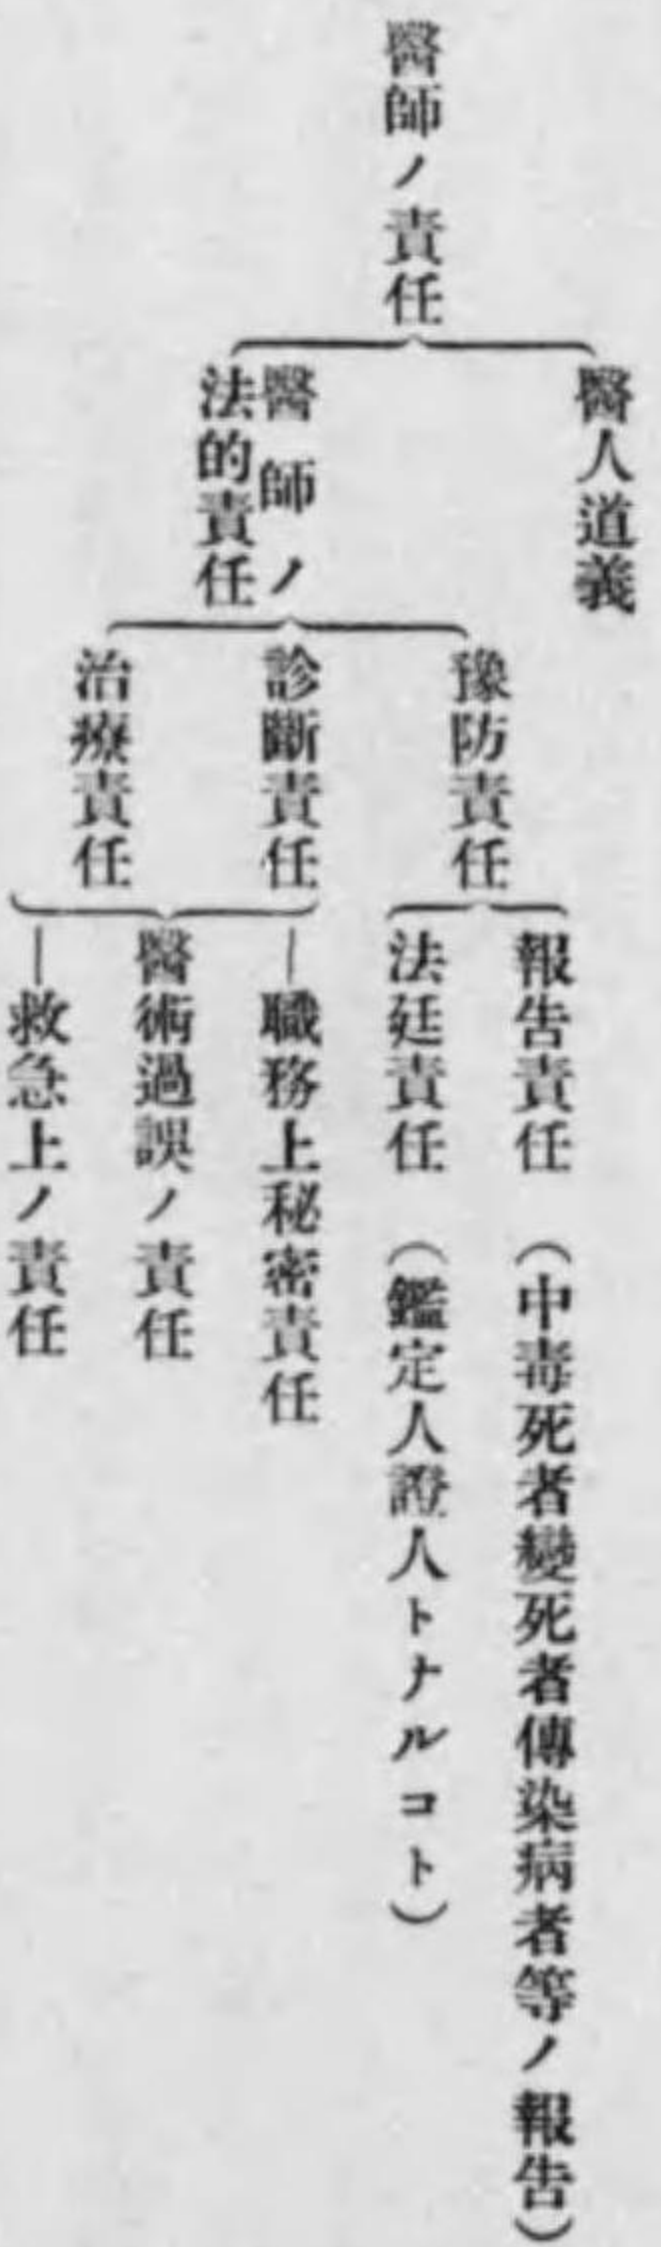 醫師ノ責任
醫人道義
醫師ノ
法的責任
豫防責任
診斷責任
治療責任
報告責任 (中毒死者變死者傳染病者等ノ報告)
法廷責任 (鑑定人證人トナルコト)
職務上秘密責任
醫術過誤ノ責任
救急上ノ責任